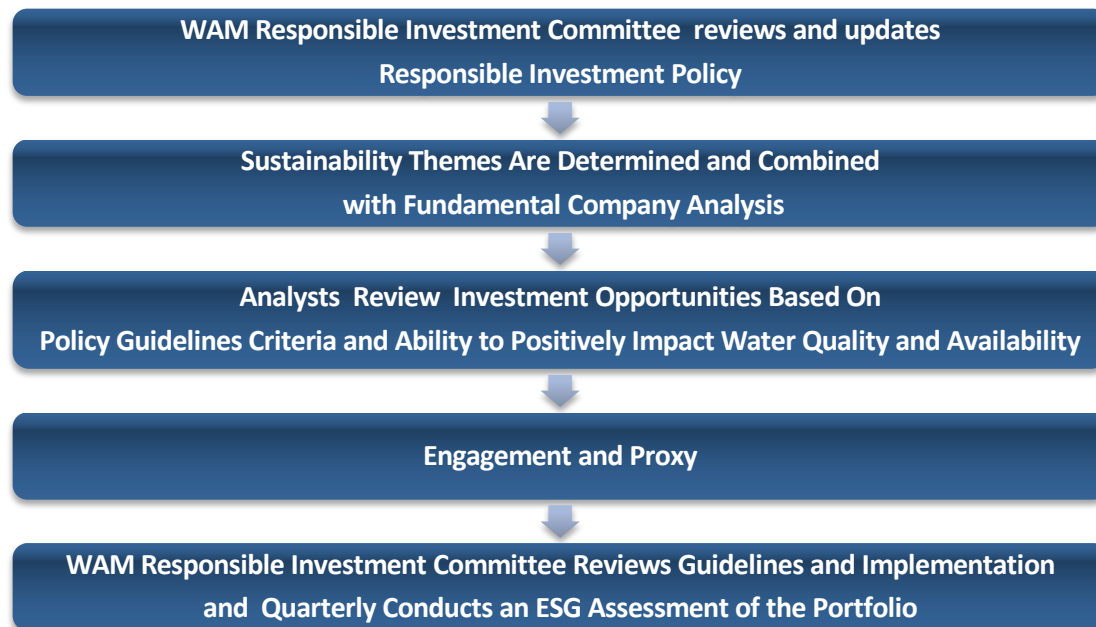 WAM Responsible Investment Committee reviews and updates
Responsible Investment Policy
Sustainability Themes Are Determined and Combined
with Fundamental Company Analysis
Analysts Review Investment Opportunities Based On
Policy Guidelines Criteria and Ability to Positively Impact Water Quality and Availability
Engagement and Proxy
WAM Responsible Investment Committee Reviews Guidelines and Implementation
and Quarterly Conducts an ESG Assessment of the Portfolio